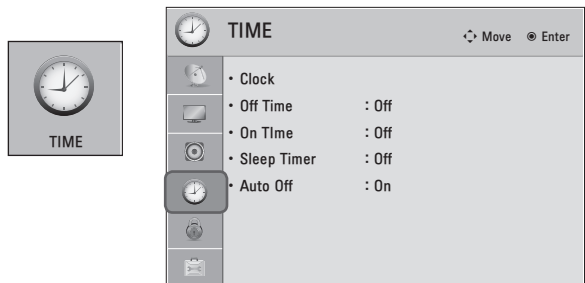 TIME
TIME
Move Enter
• Clock
• Off Time : Off
• On TIme : Off
• Sleep Timer : Off
• Auto Off : On